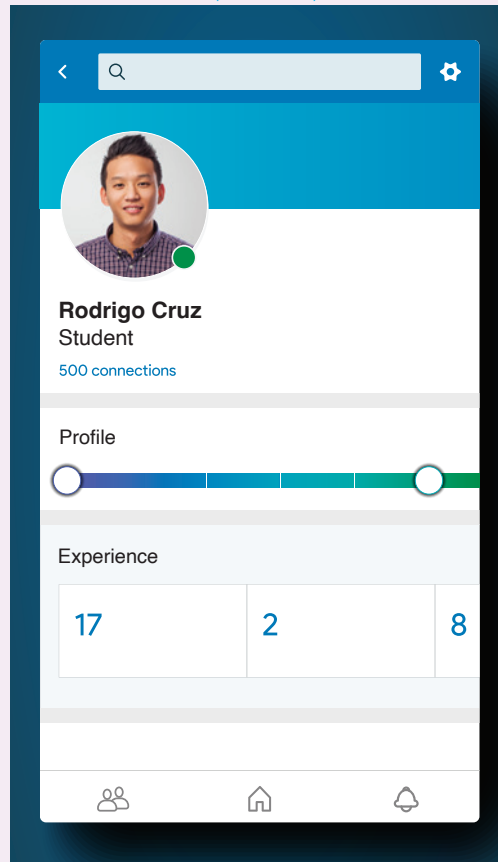 Rodrigo Cruz
Student
500 connections
Profile
Experience
17
2
8